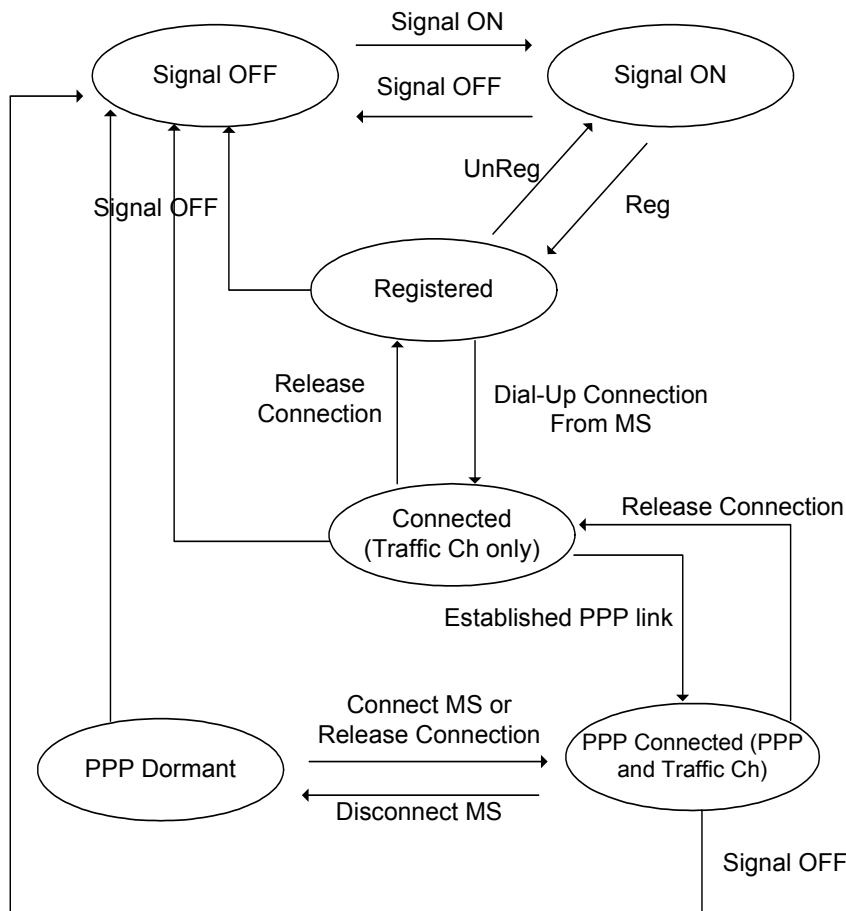 Signal ON
Signal OFF
Signal ON
Signal OFF
UnReg
Signal OFF
Reg
Registered
Release
Connection
Dial-Up Connection
From MS
Release Connection
Connected
(Traffic Ch only)
Established PPP link
Connect MS or
Release Connection
PPP Connected (PPP
and Traffic Ch)
PPP Dormant
Disconnect MS
Signal OFF